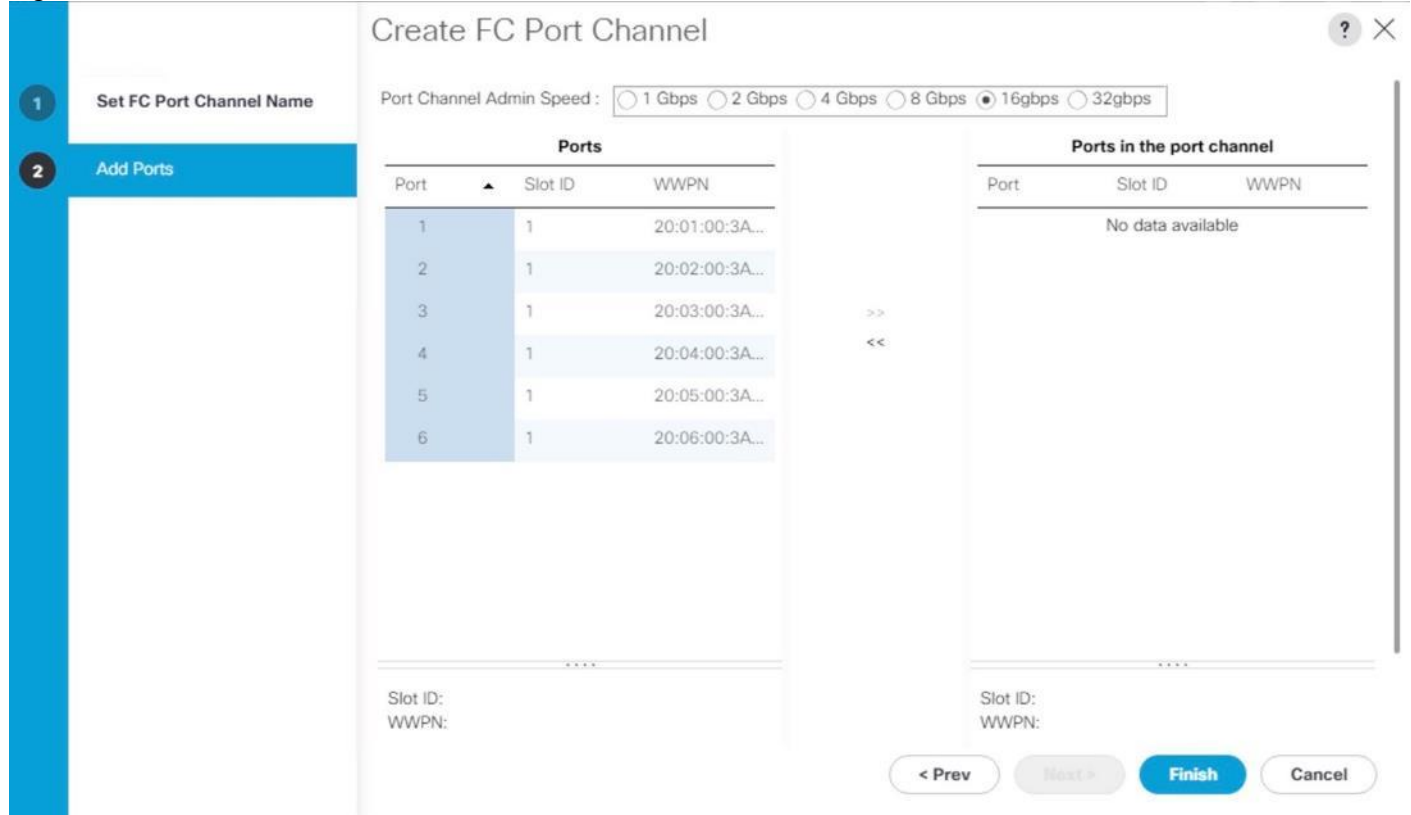 Create FC Port Channel
?
1 Set FC Port Channel Name
2 Add Ports
Port Channel Admin Speed : 1 Gbps 2 Gbps 4 Gbps 8 Gbps 16gbps 32gbps
Ports
Port Slot ID WWPN
1 1 20:01:00:3A...
2 1 20:02:00:3A...
3 1 20:03:00:3A...
4 1 20:04:00:3A...
5 1 20:05:00:3A...
6 1 20:06:00:3A...
>>
<<
Ports in the port channel
Port Slot ID WWPN
No data available
Slot ID:
WWPN:
Slot ID:
WWPN:
< Prev Next > Finish Cancel